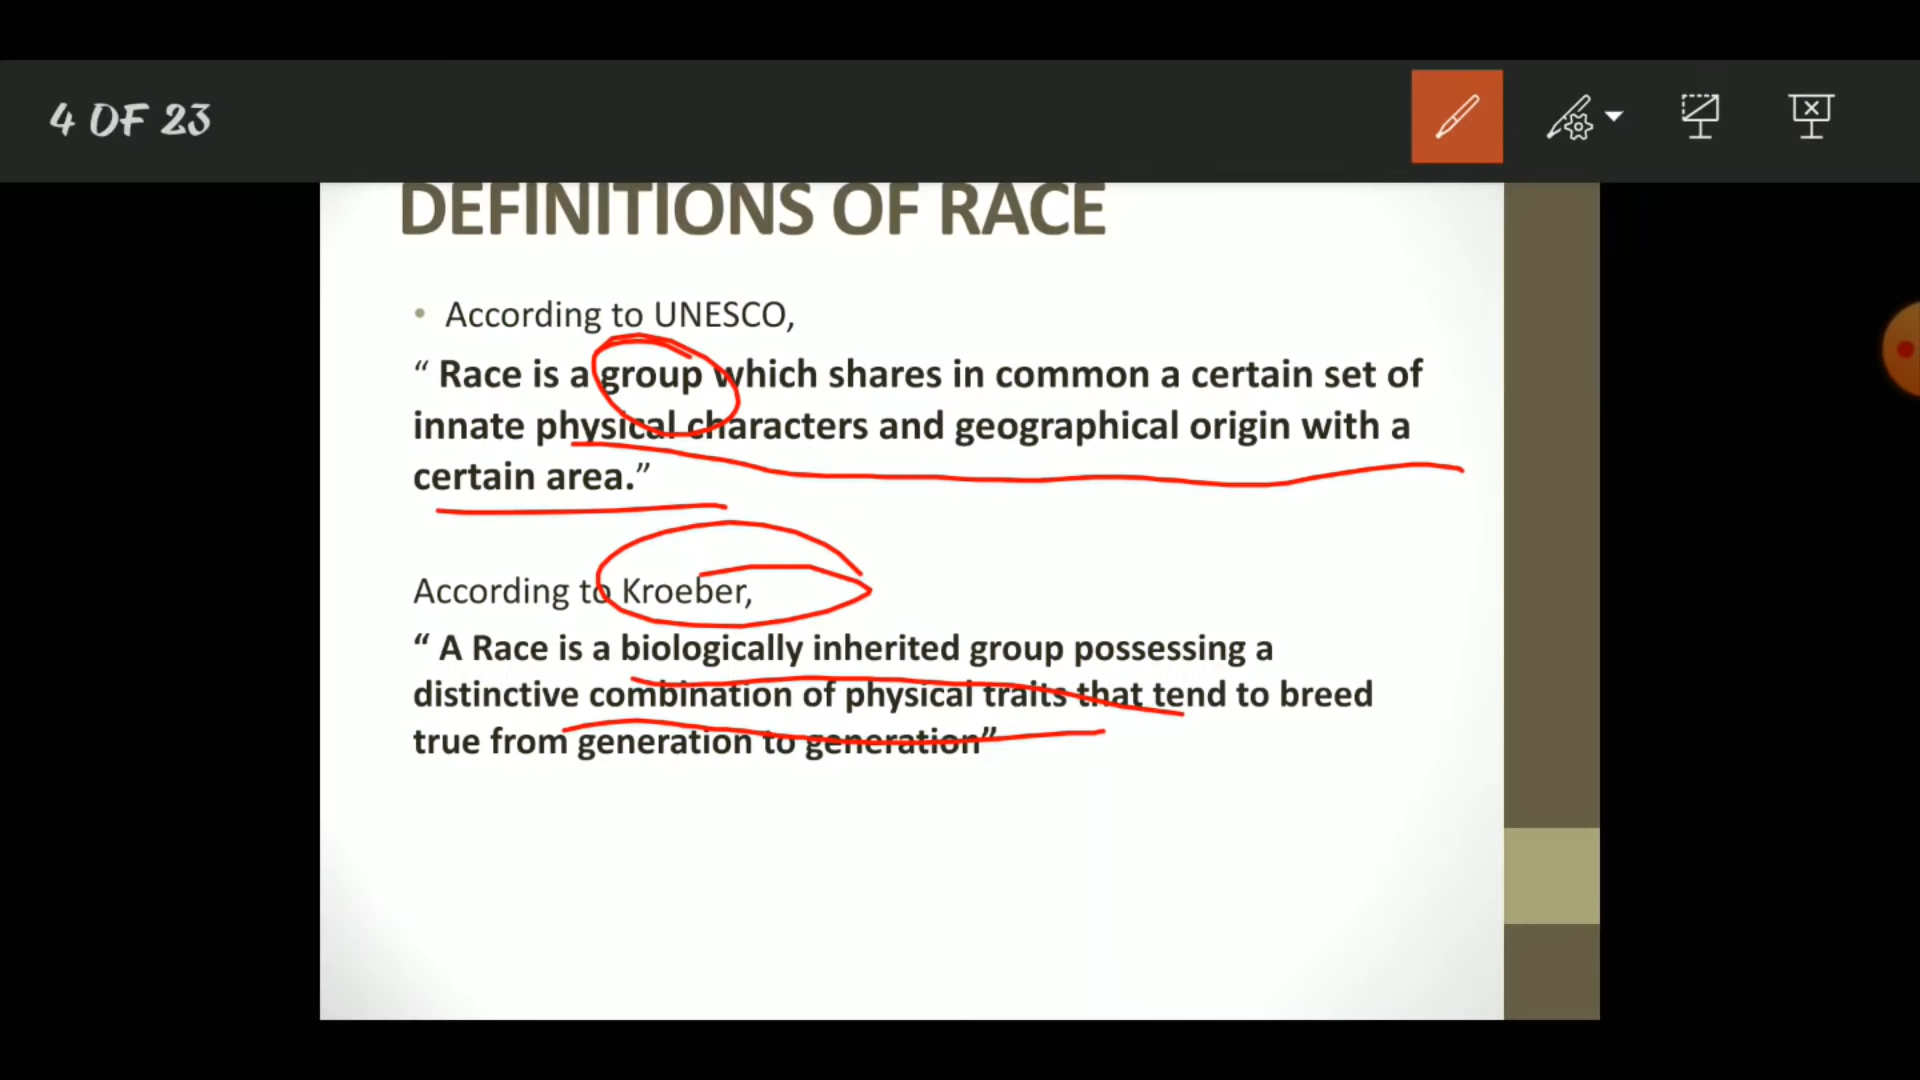 4 OF 23
DEFINITIONS OF RACE
• According to UNESCO,
“ Race is a group which shares in common a certain set of
innate physical characters and geographical origin with a
certain area.”
According to Kroeber,
“ A Race is a biologically inherited group possessing a
distinctive combination of physical traits that tend to breed
true from generation to generation”